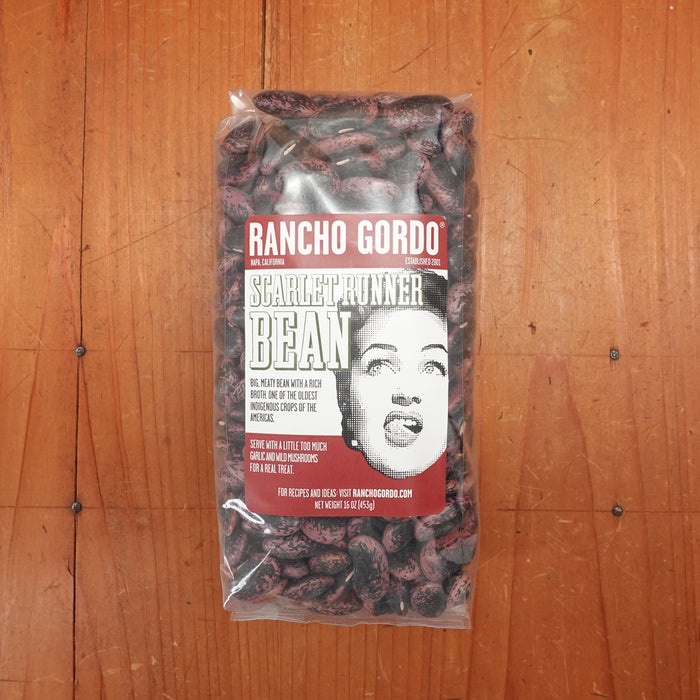 RANCHO GORDO®
NAPA, CALIFORNIA ESTABLISHED 2001
SCARLET RUNNER
BEAN
BIG, MEATY BEAN WITH A RICH
BROTH. ONE OF THE OLDEST
INDIGENOUS CROPS OF THE
AMERICAS.
SERVE WITH A LITTLE TOO MUCH
GARLIC AND WILD MUSHROOMS
FOR A REAL TREAT.
FOR RECIPES AND IDEAS: VISIT RANCHOGORDO.COM
NET WEIGHT 16 OZ (453g)